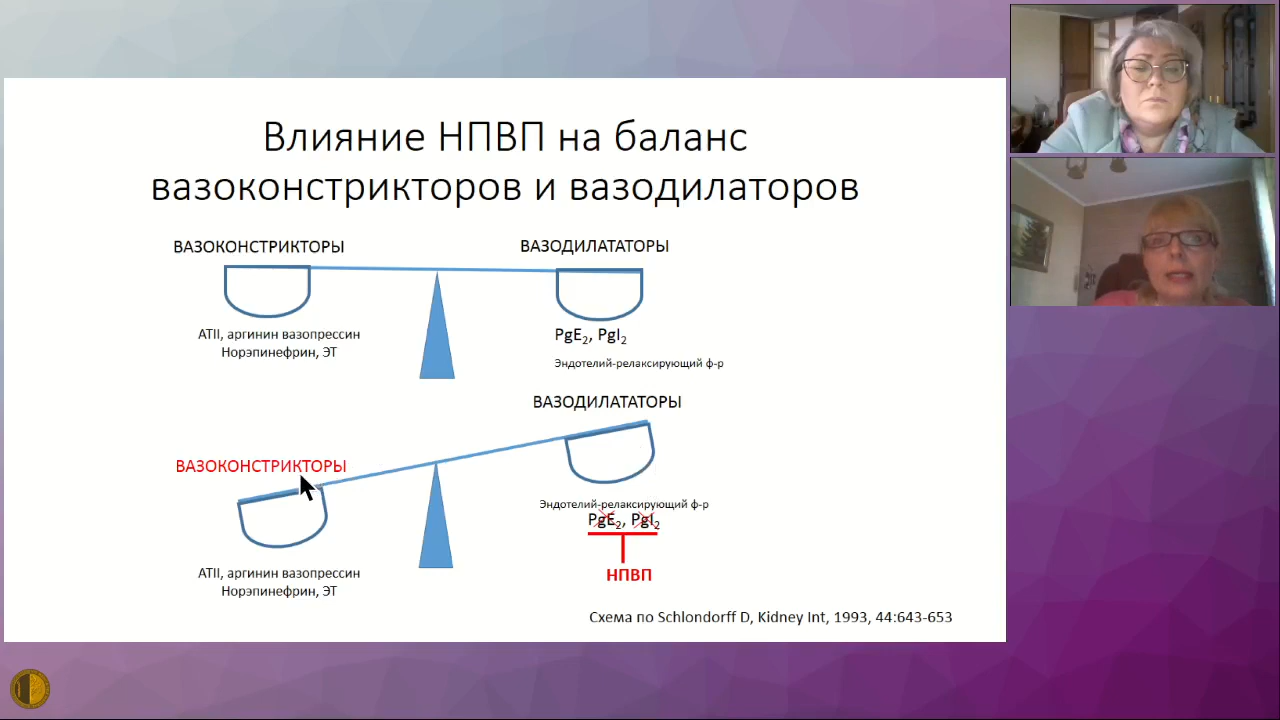 Влияние НПВП на баланс
вазоконстрикторов и вазодилаторов
ВАЗОКОНСТРИКТОРЫ
ВАЗОДИЛАТАТОРЫ
АТII, аргинин вазопрессин
Норэпинефрин, ЭТ
PgE₂, PgI₂
Эндотелий-релаксирующий ф-р
ВАЗОДИЛАТАТОРЫ
ВАЗОКОНСТРИКТОРЫ
Эндотелий-релаксирующий ф-р
PgE₂, PgI₂
НПВП
АТII, аргинин вазопрессин
Норэпинефрин, ЭТ
Схема по Schlondorff D, Kidney Int, 1993, 44:643-653